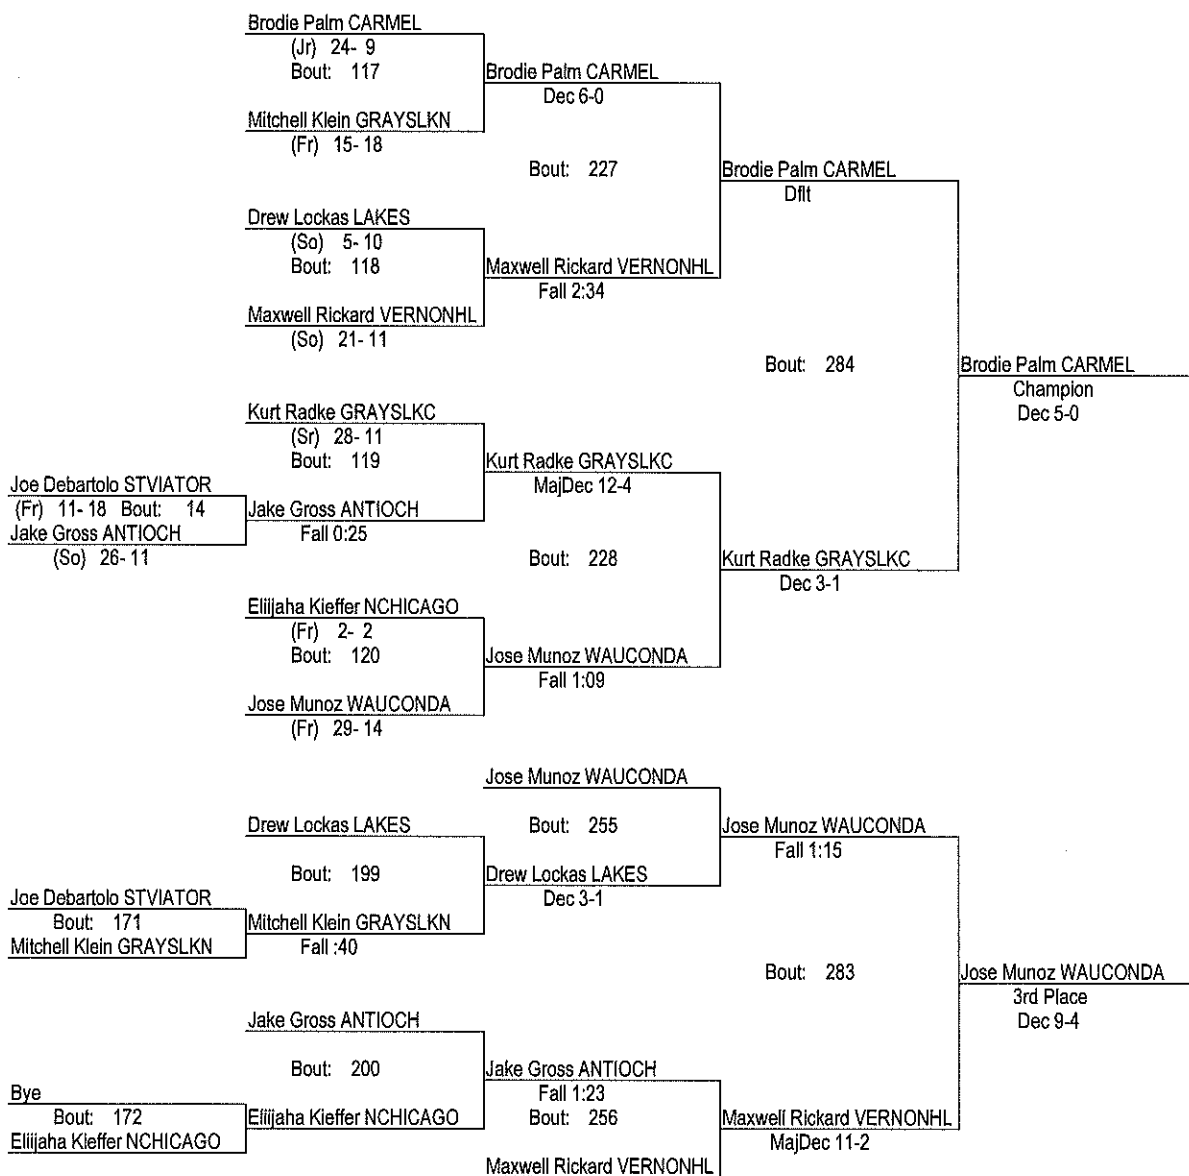 Brodie Palm CARMEL
(Jr) 24- 9
Bout: 117
Brodie Palm CARMEL
Dec 6-0
Mitchell Klein GRAYSLKN
(Fr) 15- 18
Bout: 227
Brodie Palm CARMEL
Dflt
Drew Lockas LAKES
(So) 5- 10
Bout: 118
Maxwell Rickard VERNONHL
Fall 2:34
Maxwell Rickard VERNONHL
(So) 21- 11
Bout: 284
Brodie Palm CARMEL
Champion
Dec 5-0
Kurt Radke GRAYSLKC
(Sr) 28- 11
Bout: 119
Kurt Radke GRAYSLKC
MajDec 12-4
Joe Debartolo STVIATOR
(Fr) 11- 18 Bout: 14
Jake Gross ANTIOCH
Fall 0:25
Jake Gross ANTIOCH
(So) 26- 11
Bout: 228
Kurt Radke GRAYSLKC
Dec 3-1
Eliijaha Kieffer NCHICAGO
(Fr) 2- 2
Bout: 120
Jose Munoz WAUCONDA
Fall 1:09
Jose Munoz WAUCONDA
(Fr) 29- 14
Jose Munoz WAUCONDA
Drew Lockas LAKES
Bout: 255
Jose Munoz WAUCONDA
Fall 1:15
Bout: 199
Drew Lockas LAKES
Dec 3-1
Joe Debartolo STVIATOR
Bout: 171
Mitchell Klein GRAYSLKN
Fall :40
Mitchell Klein GRAYSLKN
Bout: 283
Jose Munoz WAUCONDA
3rd Place
Dec 9-4
Jake Gross ANTIOCH
Bout: 200
Jake Gross ANTIOCH
Fall 1:23
Bye
Bout: 172
Eliijaha Kieffer NCHICAGO
Bout: 256
Maxwell Rickard VERNONHL
MajDec 11-2
Eliijaha Kieffer NCHICAGO
Maxwell Rickard VERNONHL